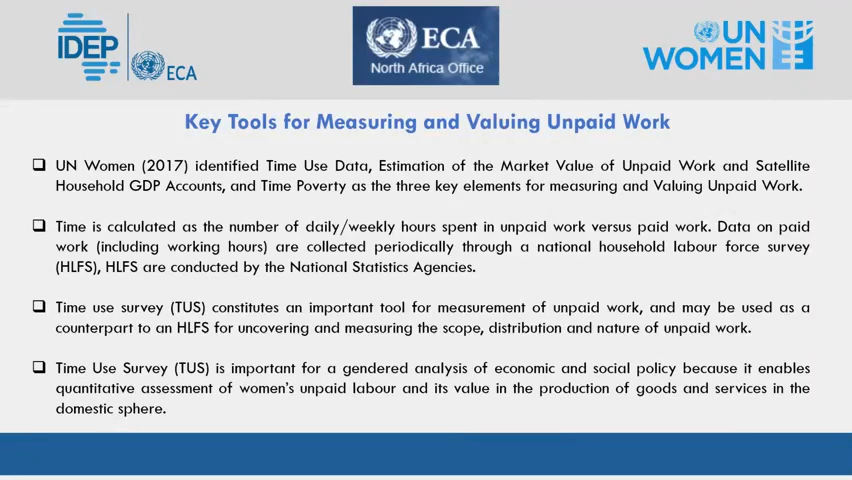 IDEP
ECA
ECA
North Africa Office
UN
WOMEN
Key Tools for Measuring and Valuing Unpaid Work
❑ UN Women (2017) identified Time Use Data, Estimation of the Market Value of Unpaid Work and Satellite
Household GDP Accounts, and Time Poverty as the three key elements for measuring and Valuing Unpaid Work.
❑ Time is calculated as the number of daily/weekly hours spent in unpaid work versus paid work. Data on paid
work (including working hours) are collected periodically through a national household labour force survey
(HLFS), HLFS are conducted by the National Statistics Agencies.
❑ Time use survey (TUS) constitutes an important tool for measurement of unpaid work, and may be used as a
counterpart to an HLFS for uncovering and measuring the scope, distribution and nature of unpaid work.
❑ Time Use Survey (TUS) is important for a gendered analysis of economic and social policy because it enables
quantitative assessment of women's unpaid labour and its value in the production of goods and services in the
domestic sphere.